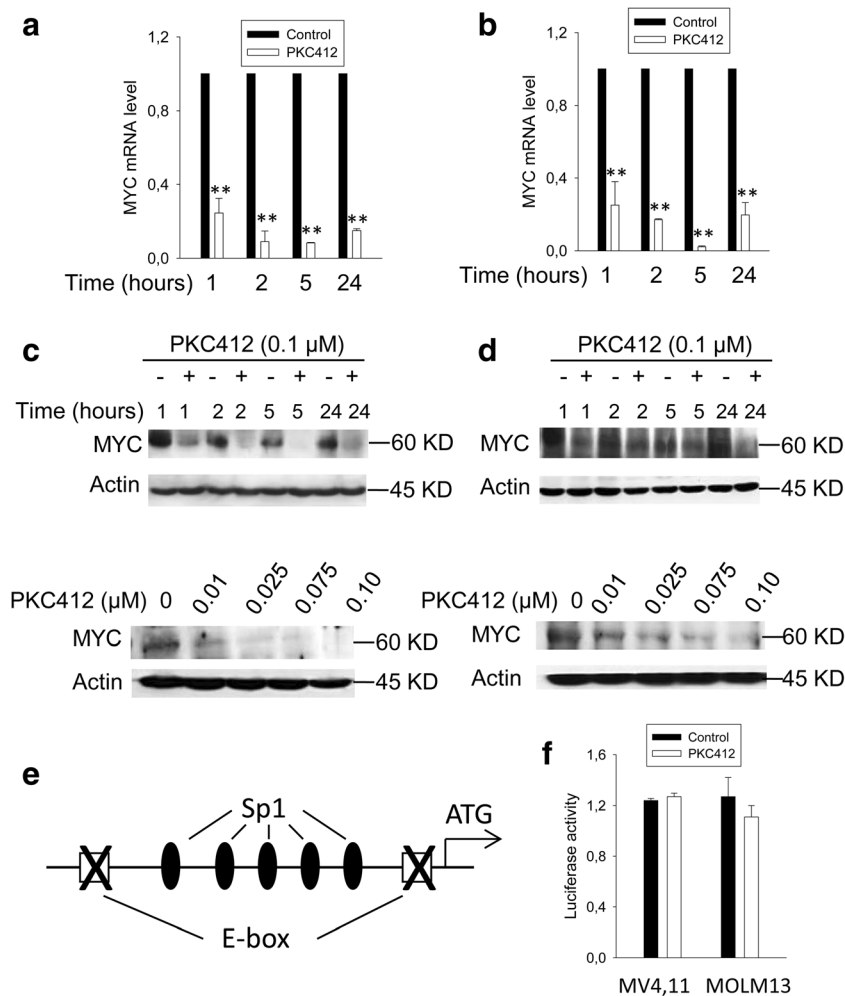 a
Control
PKC412
MYC mRNA level
1,2
0,8
0,4
0,0
** ** ** **
Time (hours) 1 2 5 24
b
Control
PKC412
MYC mRNA level
1,2
0,8
0,4
0,0
** ** ** **
Time (hours) 1 2 5 24
c
PKC412 (0.1 µM)
- + - + - + - +
Time (hours) 1 1 2 2 5 5 24 24
MYC 60 KD
Actin 45 KD
PKC412 (µM) 0 0.01 0.025 0.075 0.10
MYC 60 KD
Actin 45 KD
d
PKC412 (0.1 µM)
- + - + - + - +
1 1 2 2 5 5 24 24
MYC 60 KD
Actin 45 KD
PKC412 (µM) 0 0.01 0.025 0.075 0.10
MYC 60 KD
Actin 45 KD
e
Sp1
ATG
E-box
f
Control
PKC412
Luciferase activity
1,6
1,2
0,8
0,4
0,0
MV4,11 MOLM13